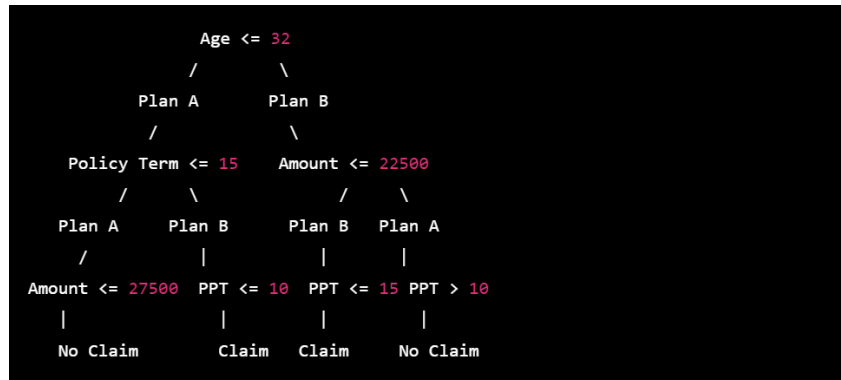 Age <= 32
/ \
Plan A Plan B
/ \
Policy Term <= 15 Amount <= 22500
/ \ / \
Plan A Plan B Plan B Plan A
/ | | |
Amount <= 27500 PPT <= 10 PPT <= 15 PPT > 10
| | | |
No Claim Claim Claim No Claim